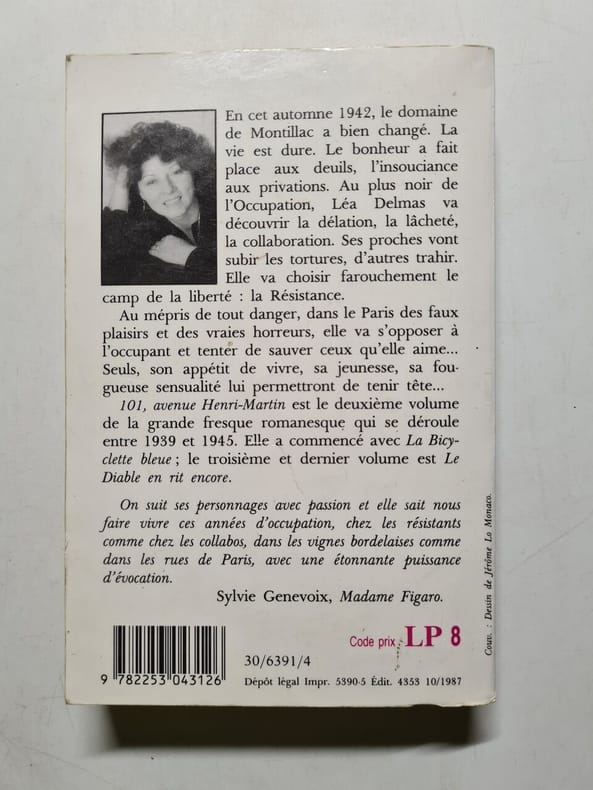 En cet automne 1942, le domaine
de Montillac a bien changé. La
vie est dure. Le bonheur a fait
place aux deuils, l'insouciance
aux privations. Au plus noir de
l'Occupation, Léa Delmas va
découvrir la délation, la lâcheté,
la collaboration. Ses proches vont
subir les tortures, d'autres trahir.
Elle va choisir farouchement le
camp de la liberté : la Résistance.
Au mépris de tout danger, dans le Paris des faux
plaisirs et des vraies horreurs, elle va s'opposer à
l'occupant et tenter de sauver ceux qu'elle aime...
Seuls, son appétit de vivre, sa jeunesse, sa fou-
gueuse sensualité lui permettront de tenir tête...
101, avenue Henri-Martin est le deuxième volume
de la grande fresque romanesque qui se déroule
entre 1939 et 1945. Elle a commencé avec La Bicy-
clette bleue ; le troisième et dernier volume est Le
Diable en rit encore.
On suit ses personnages avec passion et elle sait nous
faire vivre ces années d'occupation, chez les résistants
comme chez les collabos, dans les vignes bordelaises comme
dans les rues de Paris, avec une étonnante puissance
d'évocation.
Sylvie Genevoix, Madame Figaro.
Couv. : Dessin de Jérôme Lo Monaco.
Code prix : LP 8
30/6391/4
9 782253 043126
Dépôt légal Impr. 5390-5 Édit. 4353 10/1987